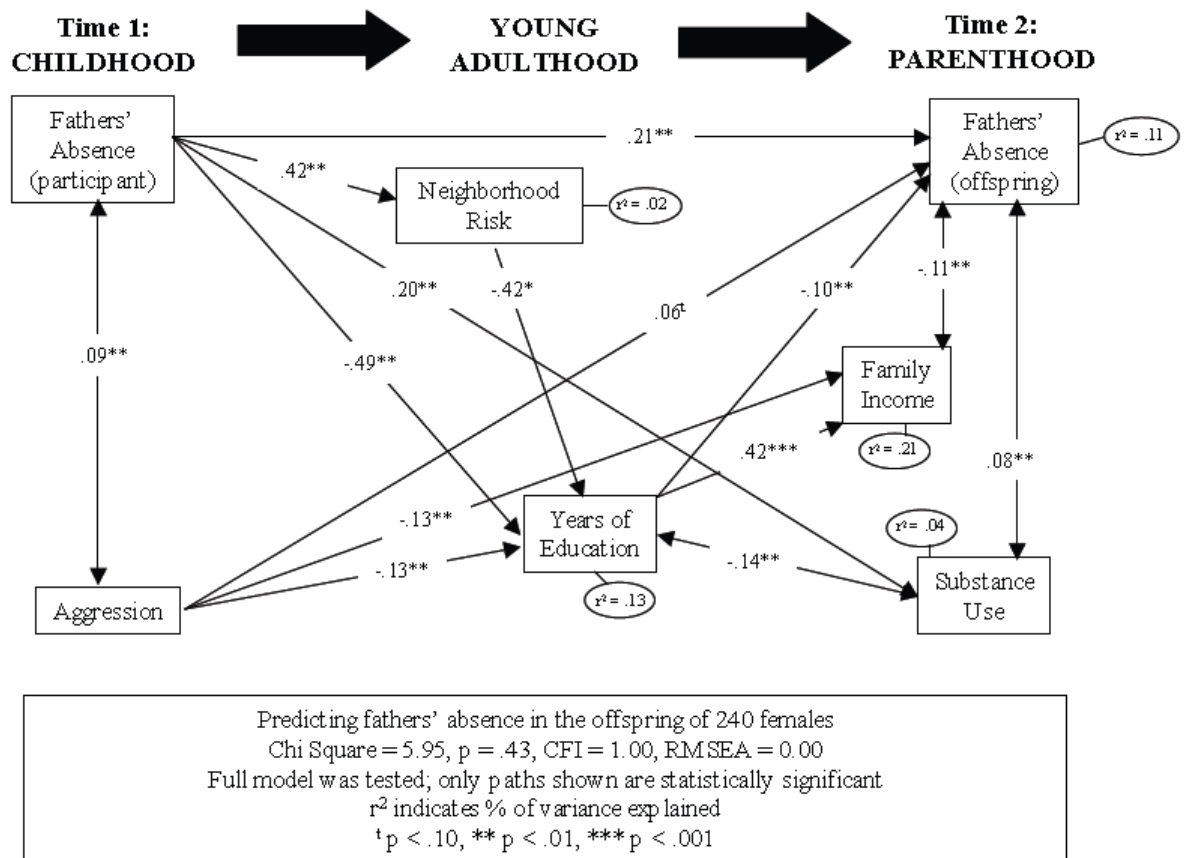 Time 1:
CHILDHOOD
YOUNG
ADULTHOOD
Time 2:
PARENTHOOD
Fathers'
Absence
(participant)
Fathers'
Absence
(offspring)
r² = .11
.21**
.42**
Neighborhood
Risk
r² = .02
.20**
-.42*
.06ᵗ
-.10**
-.11**
.09**
-.49**
Family
Income
r² = .21
.42***
.08**
-.13**
-.13**
Years of
Education
r² = .13
-.14**
r² = .04
Substance
Use
Aggression
Predicting fathers' absence in the offspring of 240 females
Chi Square = 5.95, p = .43, CFI = 1.00, RMSEA = 0.00
Full model was tested; only paths shown are statistically significant
r² indicates % of variance explained
ᵗ p < .10, ** p < .01, *** p < .001